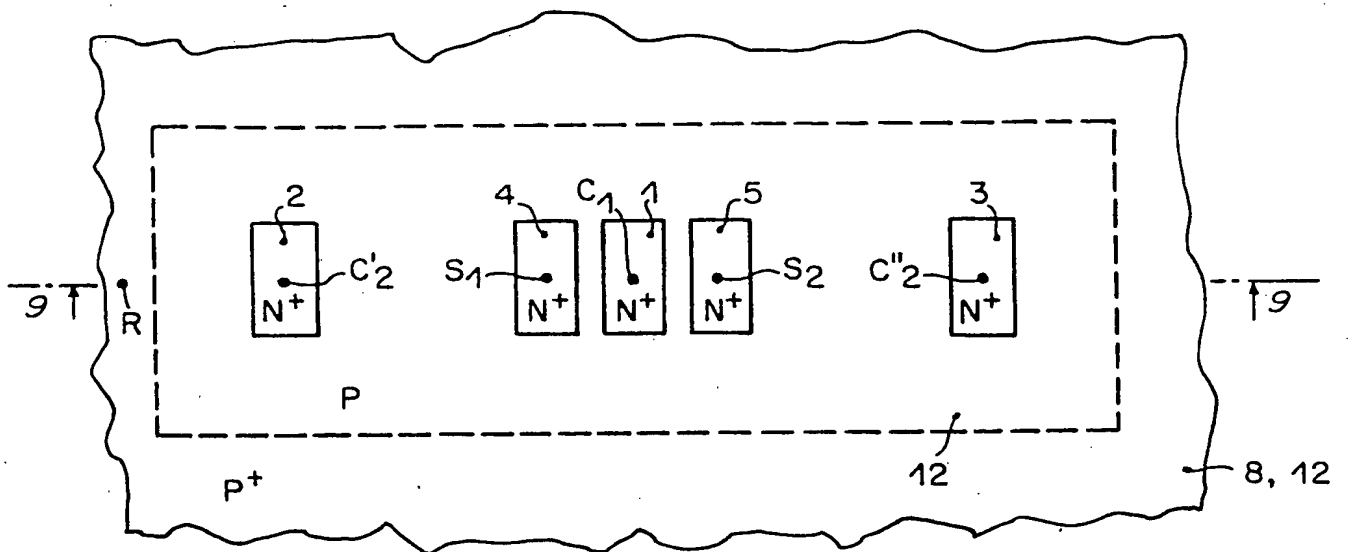 2 4 C₁ 1 5 3
9 R C'₂ S₁ S₂ C"₂ 9
N⁺ N⁺ N⁺ N⁺ N⁺
P
12
P⁺ 8, 12